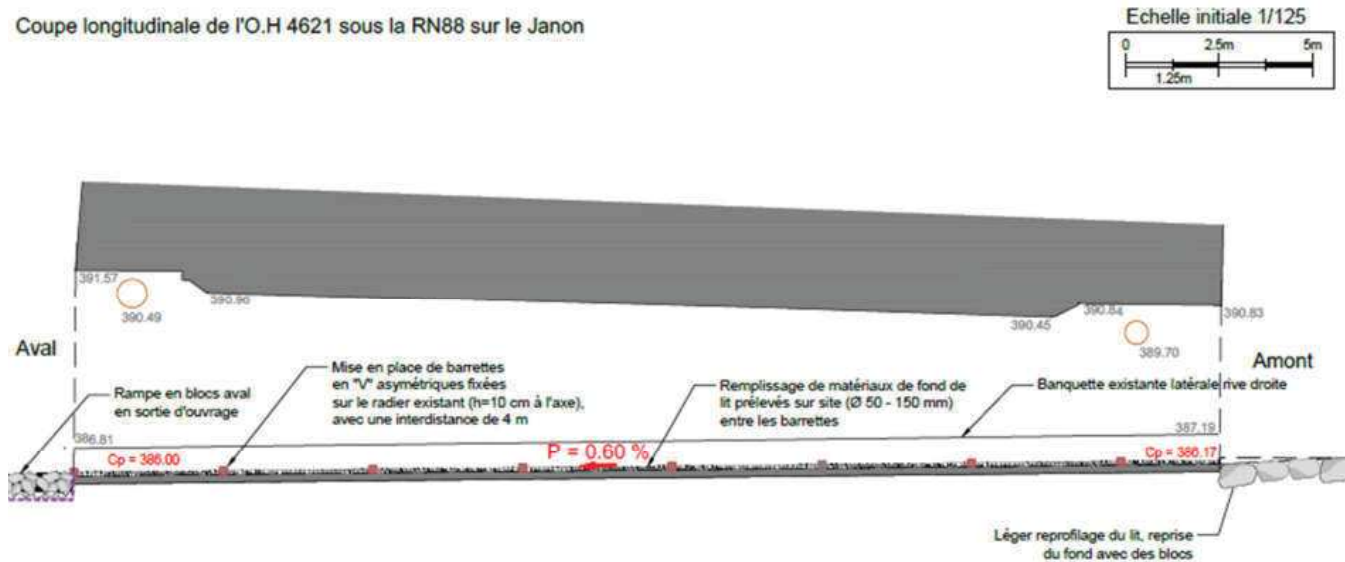 Coupe longitudinale de l'O.H 4621 sous la RN88 sur le Janon
Echelle initiale 1/125
0 2.5m 5m
1.25m
391.57
390.49
390.96
390.45
390.84
390.83
389.70
Aval
Amont
Rampe en blocs aval
en sortie d'ouvrage
Mise en place de barrettes
en "V" asymétriques fixées
sur le radier existant (h=10 cm à l'axe),
avec une interdistance de 4 m
Remplissage de matériaux de fond de
lit prélevés sur site (Ø 50 - 150 mm)
entre les barrettes
Banquette existante latérale rive droite
386.81
387.19
Cp = 386.00
P = 0.60 %
Cp = 386.17
Léger reprofilage du lit, reprise
du fond avec des blocs